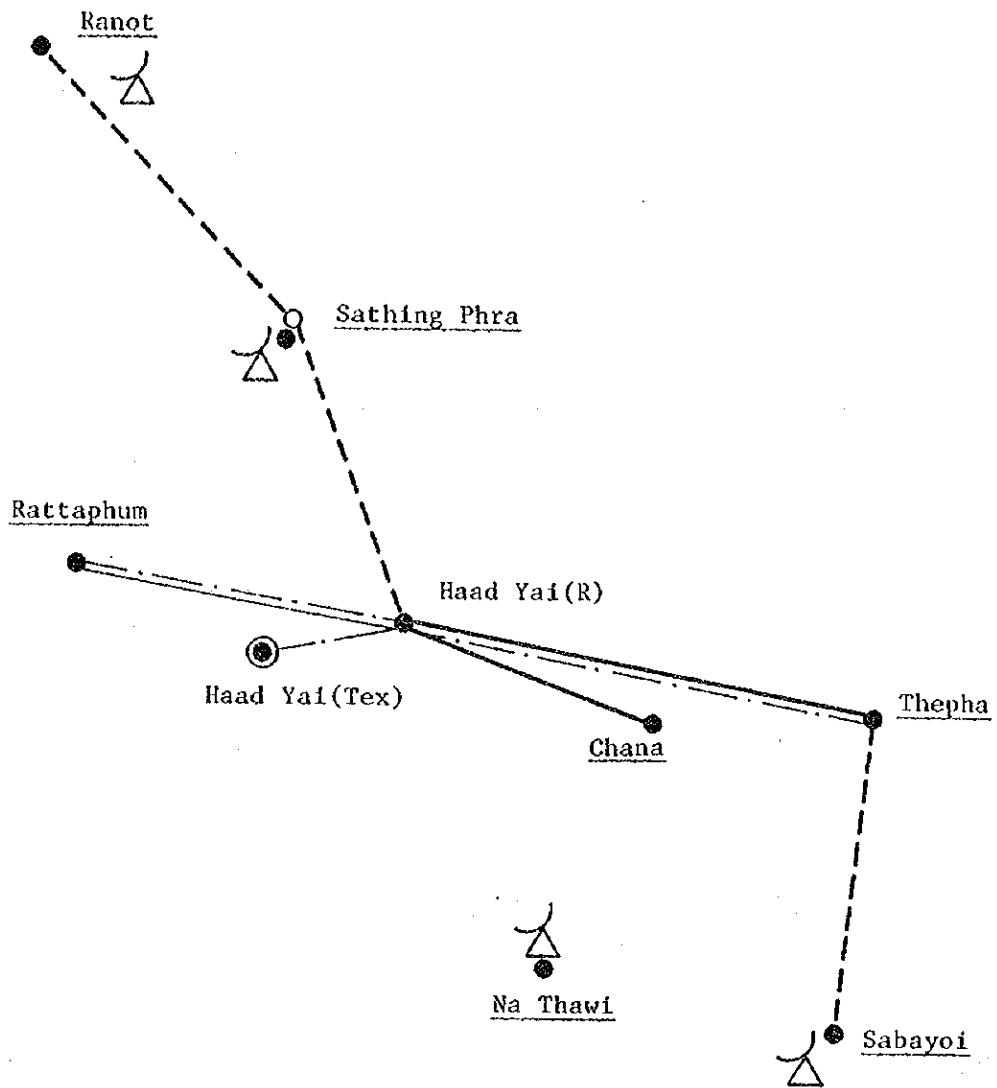 Ranot
Sathing Phra
Rattaphum
Haad Yai(R)
Haad Yai(Tex)
Thepha
Chana
Na Thawi
Sabayoi